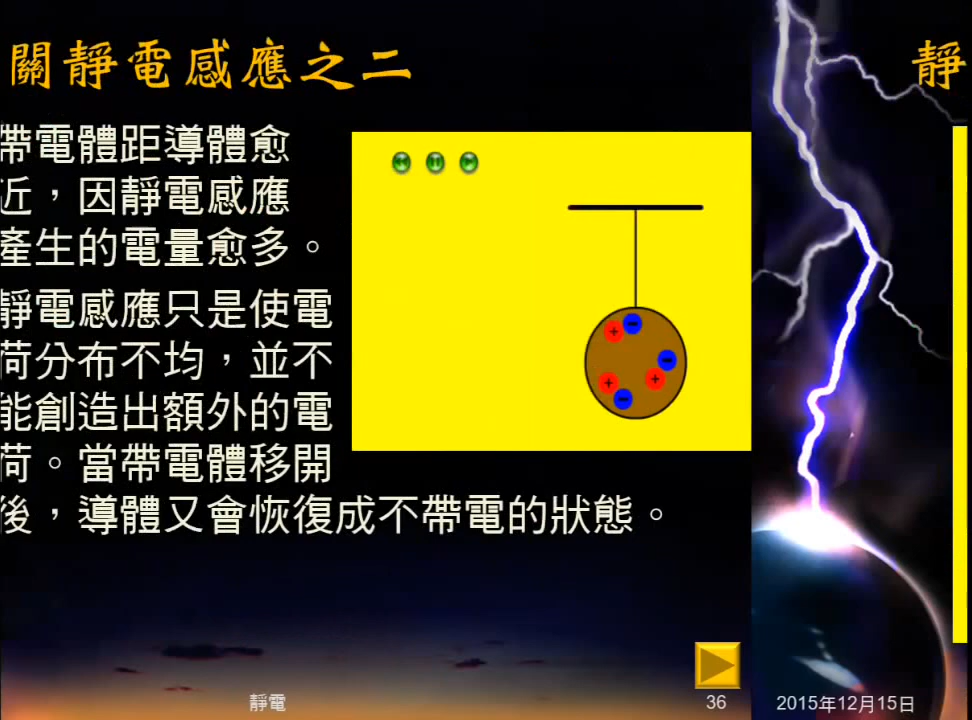 關靜電感應之二
靜
帶電體距導體愈
近，因靜電感應
產生的電量愈多。
靜電感應只是使電
荷分布不均，並不
能創造出額外的電
荷。當帶電體移開
後，導體又會恢復成不帶電的狀態。
靜電
36
2015年12月15日